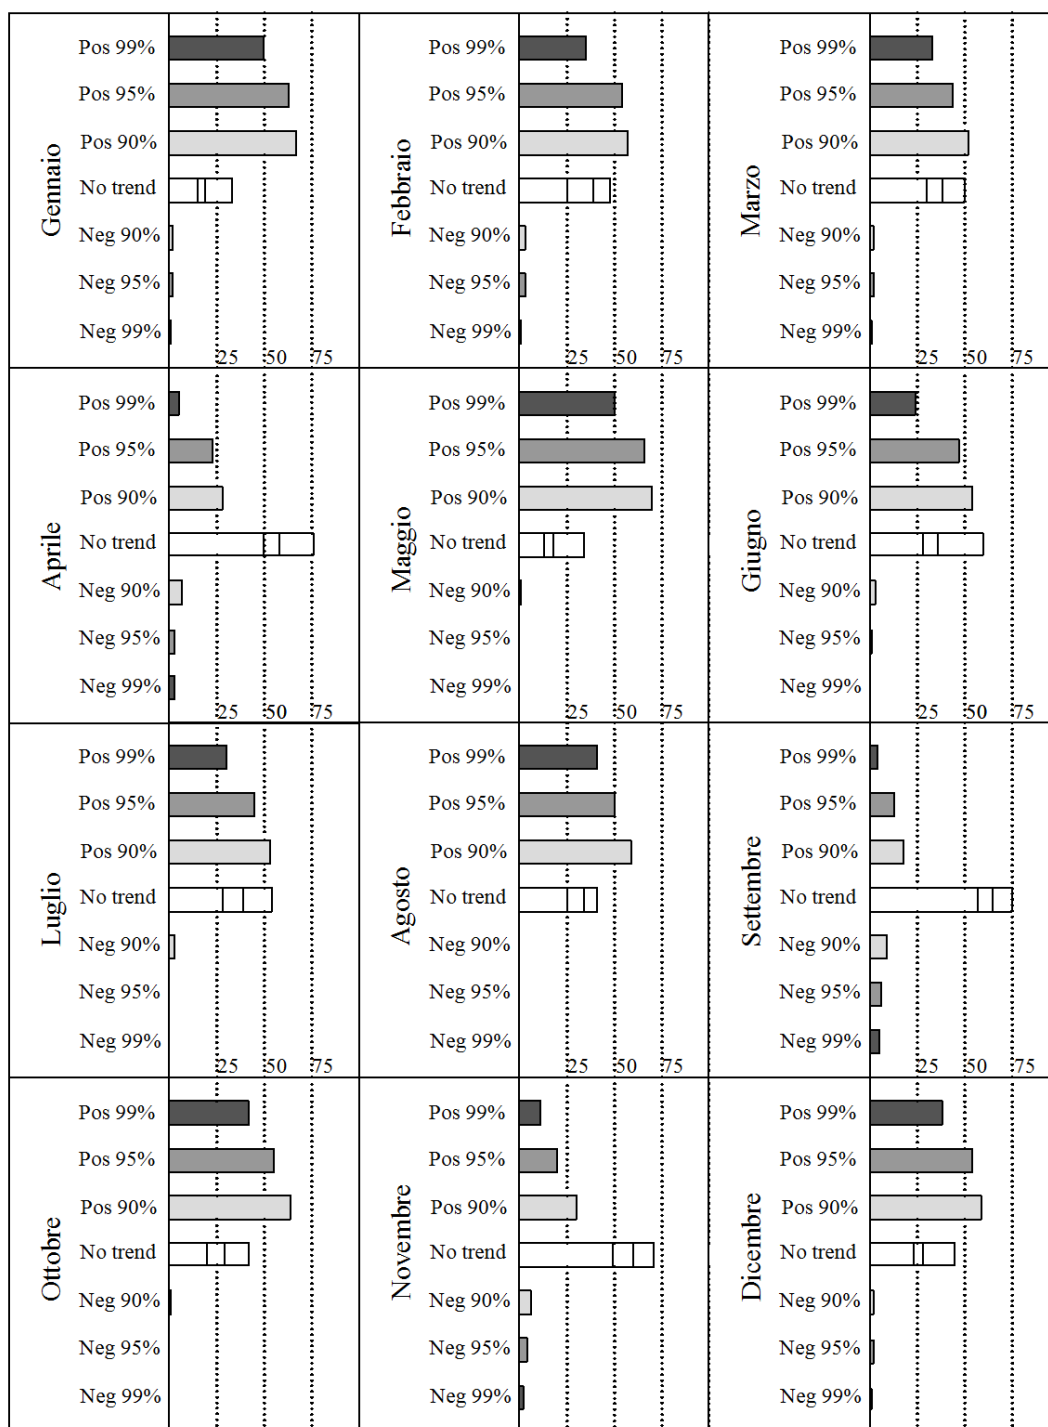 Gennaio
Pos 99%
Pos 95%
Pos 90%
No trend
Neg 90%
Neg 95%
Neg 99%
25 50 75
Febbraio
Pos 99%
Pos 95%
Pos 90%
No trend
Neg 90%
Neg 95%
Neg 99%
25 50 75
Marzo
Pos 99%
Pos 95%
Pos 90%
No trend
Neg 90%
Neg 95%
Neg 99%
25 50 75
Aprile
Pos 99%
Pos 95%
Pos 90%
No trend
Neg 90%
Neg 95%
Neg 99%
25 50 75
Maggio
Pos 99%
Pos 95%
Pos 90%
No trend
Neg 90%
Neg 95%
Neg 99%
25 50 75
Giugno
Pos 99%
Pos 95%
Pos 90%
No trend
Neg 90%
Neg 95%
Neg 99%
25 50 75
Luglio
Pos 99%
Pos 95%
Pos 90%
No trend
Neg 90%
Neg 95%
Neg 99%
25 50 75
Agosto
Pos 99%
Pos 95%
Pos 90%
No trend
Neg 90%
Neg 95%
Neg 99%
25 50 75
Settembre
Pos 99%
Pos 95%
Pos 90%
No trend
Neg 90%
Neg 95%
Neg 99%
25 50 75
Ottobre
Pos 99%
Pos 95%
Pos 90%
No trend
Neg 90%
Neg 95%
Neg 99%
Novembre
Pos 99%
Pos 95%
Pos 90%
No trend
Neg 90%
Neg 95%
Neg 99%
Dicembre
Pos 99%
Pos 95%
Pos 90%
No trend
Neg 90%
Neg 95%
Neg 99%